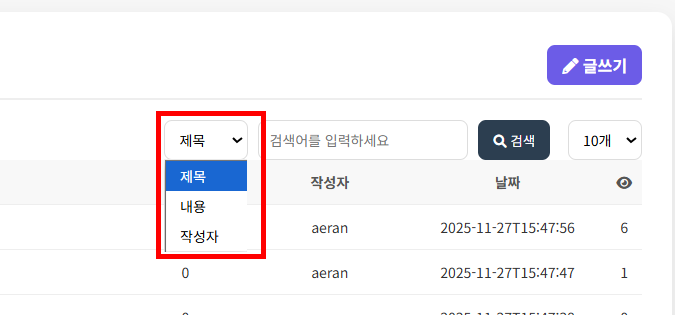 글쓰기
제목 검색어를 입력하세요 검색 10개
제목 작성자 날짜
내용
작성자 aeran 2025-11-27T15:47:56 6
0 aeran 2025-11-27T15:47:47 1